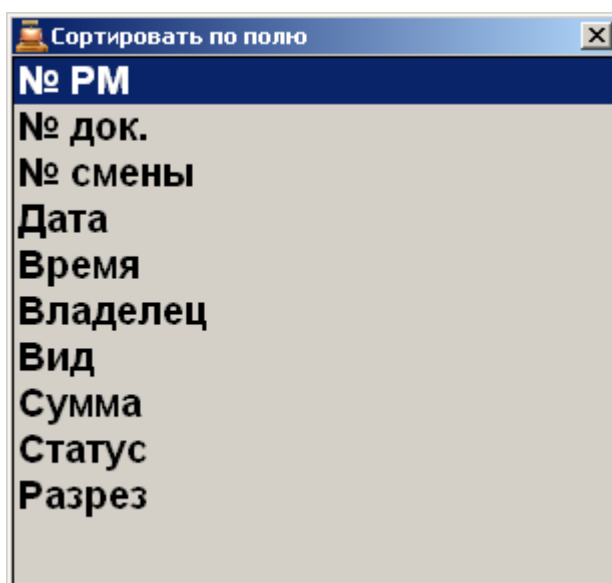 Сортировать по полю
№ РМ
№ док.
№ смены
Дата
Время
Владелец
Вид
Сумма
Статус
Разрез